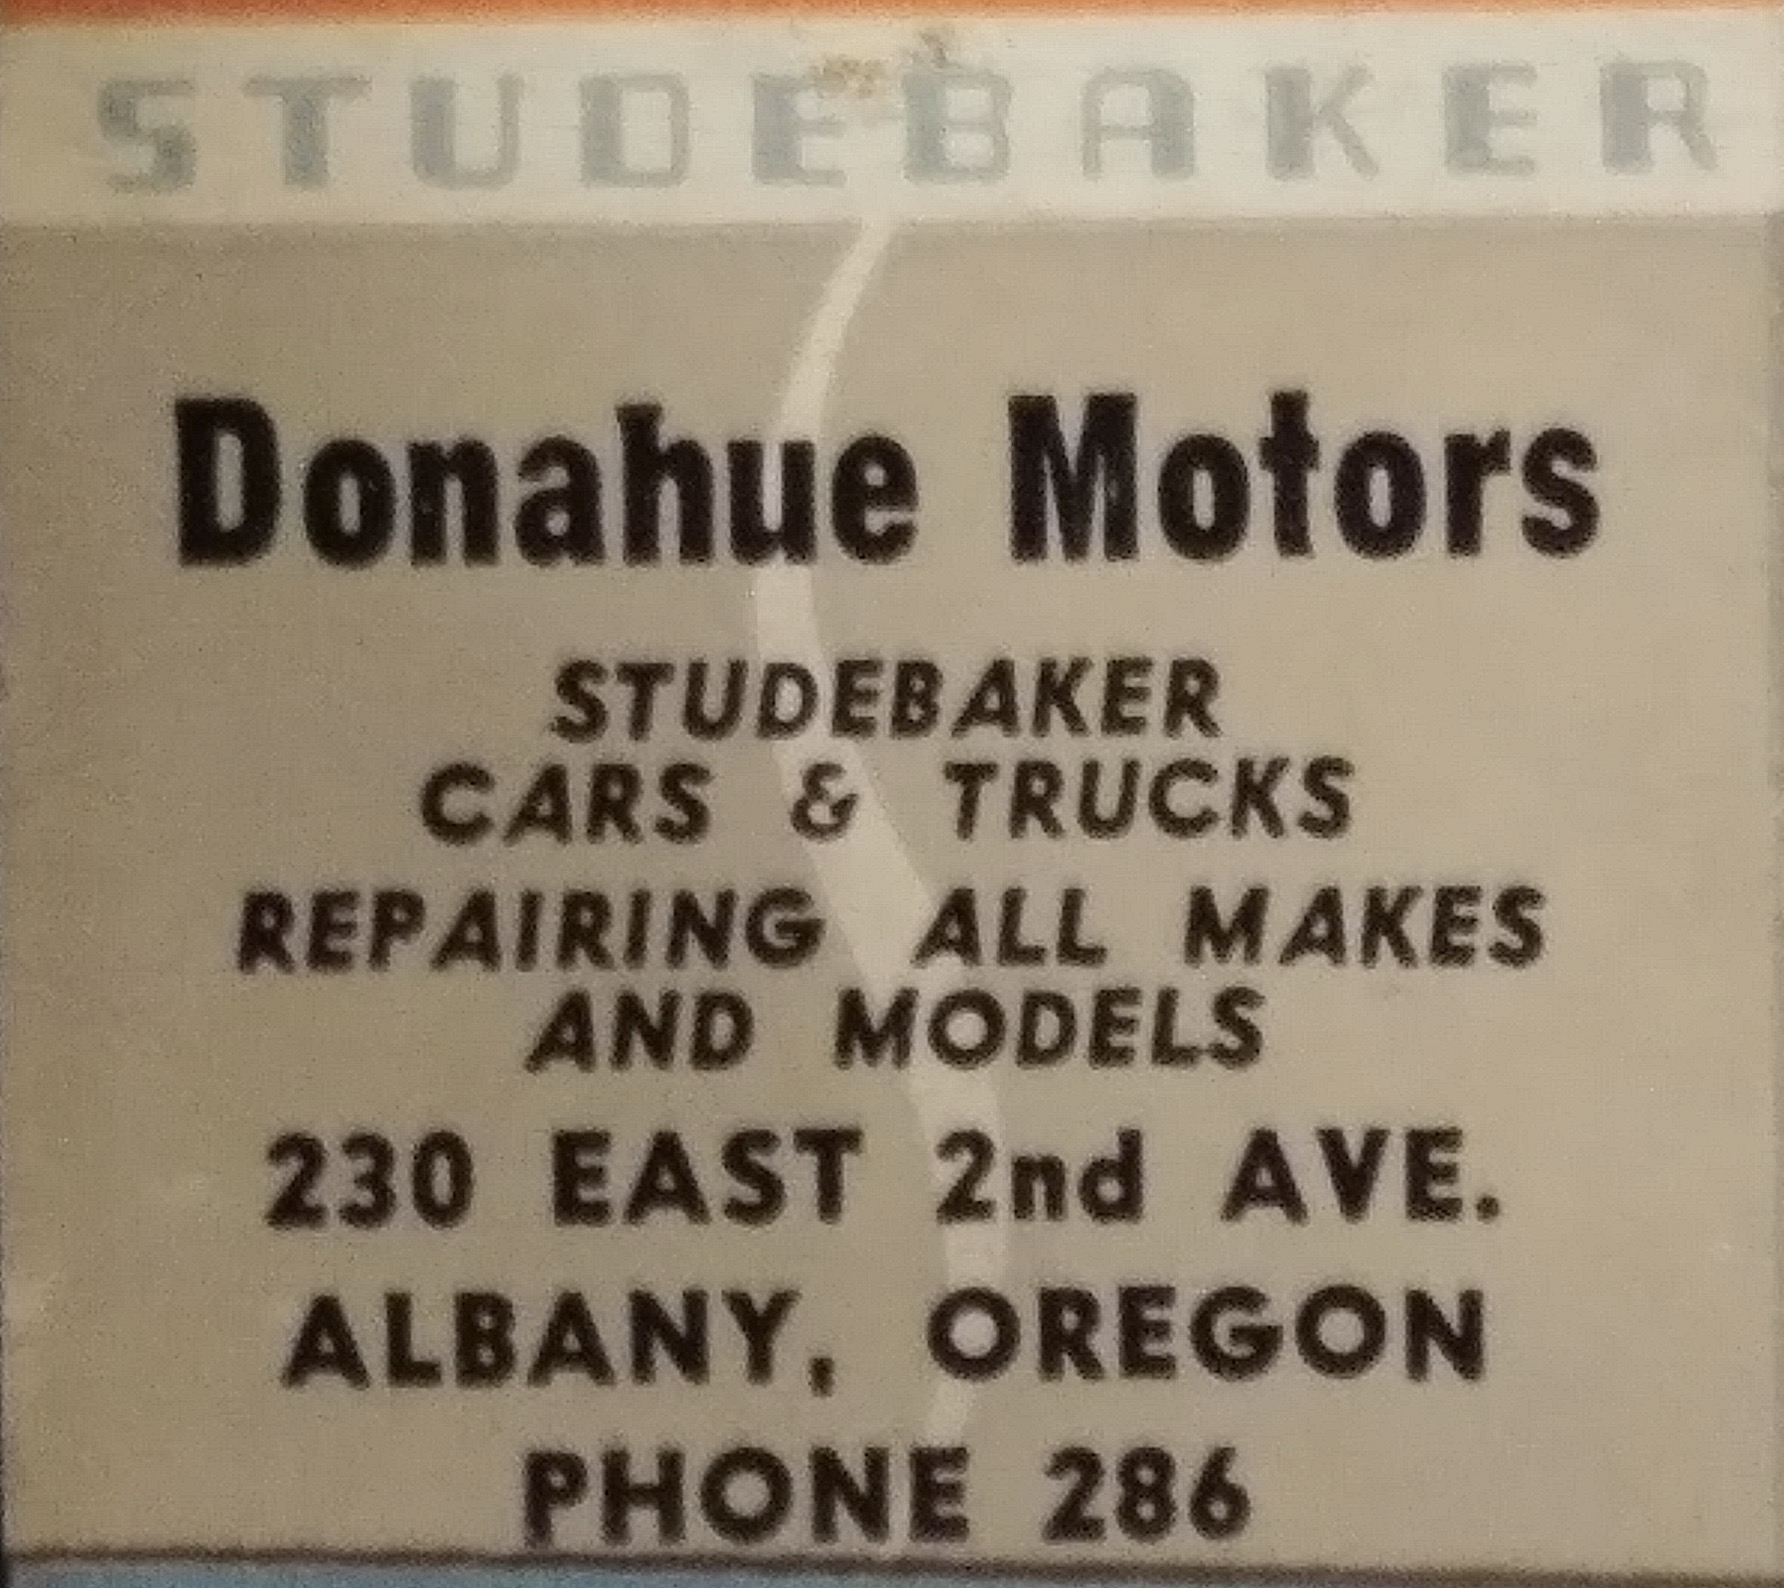 STUDEBAKER
Donahue Motors
STUDEBAKER
CARS & TRUCKS
REPAIRING ALL MAKES
AND MODELS
230 EAST 2nd AVE.
ALBANY, OREGON
PHONE 286